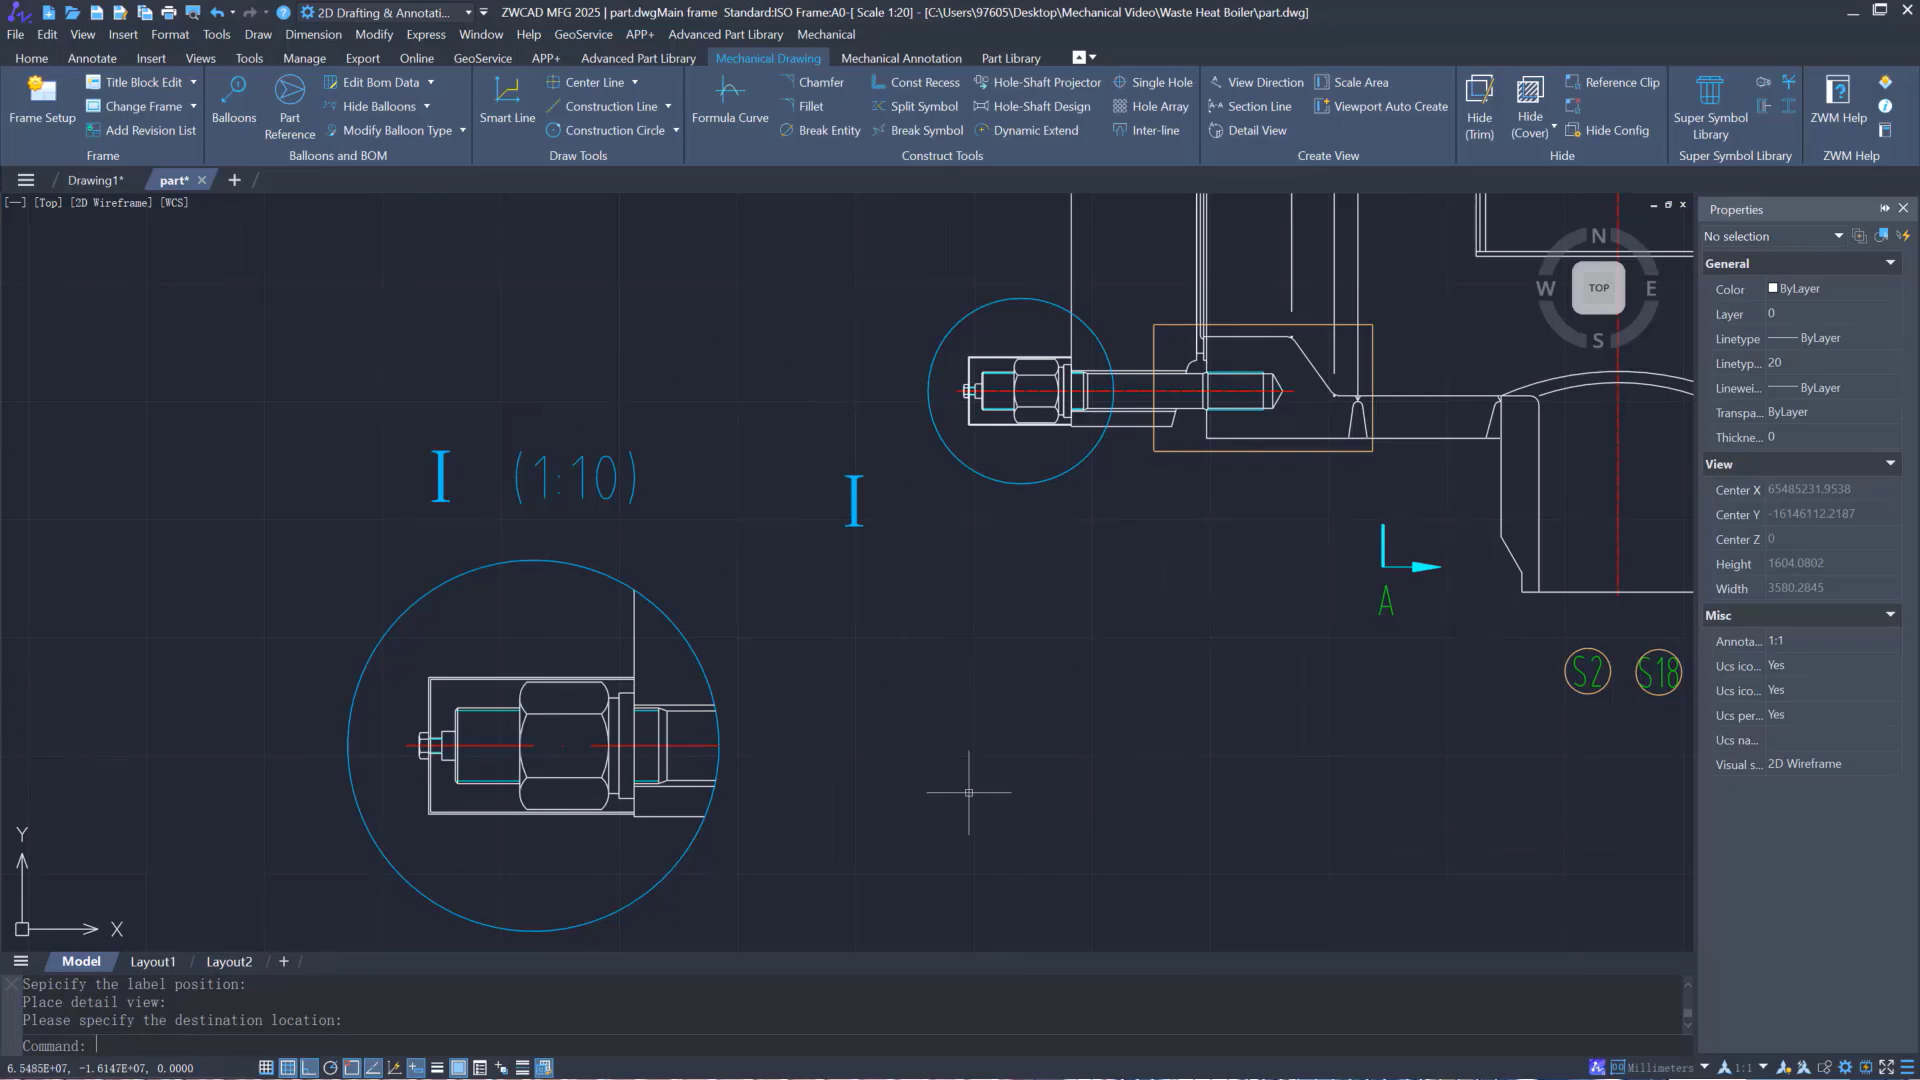 2D Drafting & Annotati...
ZWCAD MFG 2025 | part.dwgMain frame  Standard:ISO Frame:A0-[ Scale 1:20] - [C:\Users\97605\Desktop\Mechanical Video\Waste Heat Boiler\part.dwg]
File Edit View Insert Format Tools Draw Dimension Modify Express Window Help GeoService APP+ Advanced Part Library Mechanical
Home Annotate Insert Views Tools Manage Export Online GeoService APP+ Advanced Part Library Mechanical Drawing Mechanical Annotation Part Library
Frame Setup
Title Block Edit
Change Frame
Add Revision List
Frame
Balloons
Part Reference
Edit Bom Data
Hide Balloons
Modify Balloon Type
Balloons and BOM
Smart Line
Center Line
Construction Line
Construction Circle
Draw Tools
Formula Curve
Chamfer
Fillet
Break Entity
Const Recess
Split Symbol
Break Symbol
Hole-Shaft Projector
Hole-Shaft Design
Dynamic Extend
Single Hole
Hole Array
Inter-line
Construct Tools
View Direction
Section Line
Detail View
Scale Area
Viewport Auto Create
Create View
Hide (Trim)
Hide (Cover)
Reference Clip
Hide Config
Hide
Super Symbol Library
Super Symbol Library
ZWM Help
ZWM Help
Drawing1*
part*
[—] [Top] [2D Wireframe] [WCS]
N
W TOP E
S
I (1:10)
I
A
S2
S18
Y
X
Properties
No selection
General
Color ByLayer
Layer 0
Linetype ByLayer
Linetyp... 20
Linewei... ByLayer
Transpa... ByLayer
Thickne... 0
View
Center X 65485231.9538
Center Y -16146112.2187
Center Z 0
Height 1604.0802
Width 3580.2845
Misc
Annota... 1:1
Ucs ico... Yes
Ucs ico... Yes
Ucs per... Yes
Ucs na...
Visual s... 2D Wireframe
Model Layout1 Layout2
Sepicify the label position:
Place detail view:
Please specify the destination location:
Command:
6.5485E+07, -1.6147E+07, 0.0000
Millimeters
1:1